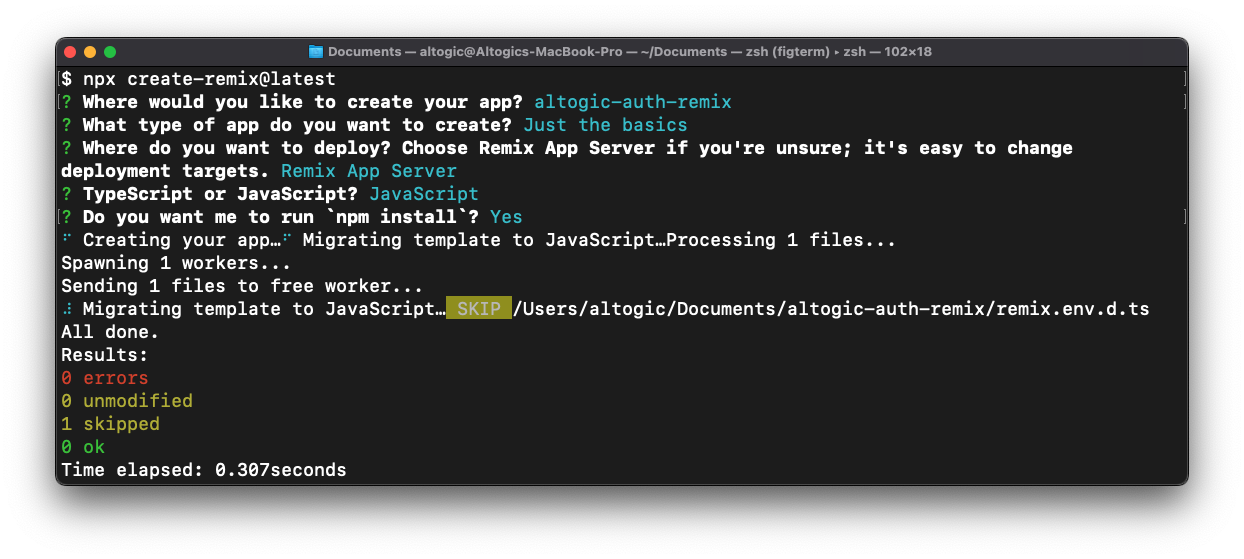 Documents — altogic@Altogics-MacBook-Pro — ~/Documents — zsh (figterm) ▸ zsh — 102×18
$ npx create-remix@latest
? Where would you like to create your app? altogic-auth-remix
? What type of app do you want to create? Just the basics
? Where do you want to deploy? Choose Remix App Server if you're unsure; it's easy to change
deployment targets. Remix App Server
? TypeScript or JavaScript? JavaScript
? Do you want me to run `npm install`? Yes
⠋ Creating your app…⠋ Migrating template to JavaScript…Processing 1 files...
Spawning 1 workers...
Sending 1 files to free worker...
⠼ Migrating template to JavaScript… SKIP /Users/altogic/Documents/altogic-auth-remix/remix.env.d.ts
All done.
Results:
0 errors
0 unmodified
1 skipped
0 ok
Time elapsed: 0.307seconds